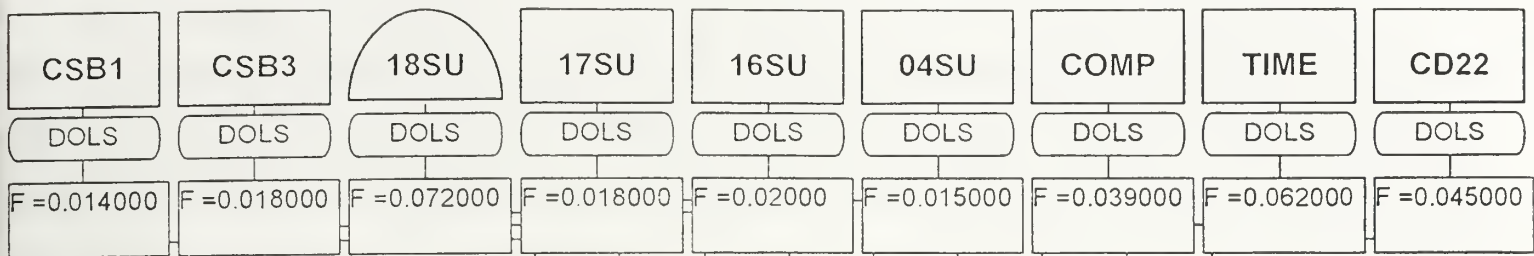 CSB1 CSB3 18SU 17SU 16SU 04SU COMP TIME CD22
DOLS DOLS DOLS DOLS DOLS DOLS DOLS DOLS DOLS
F =0.014000 F =0.018000 F =0.072000 F =0.018000 F =0.02000 F =0.015000 F =0.039000 F =0.062000 F =0.045000